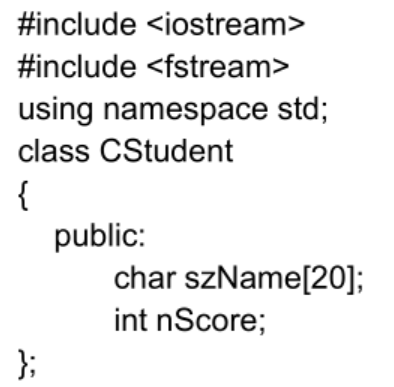 #include <iostream>
#include <fstream>
using namespace std;
class CStudent
{
public:
char szName[20];
int nScore;
};